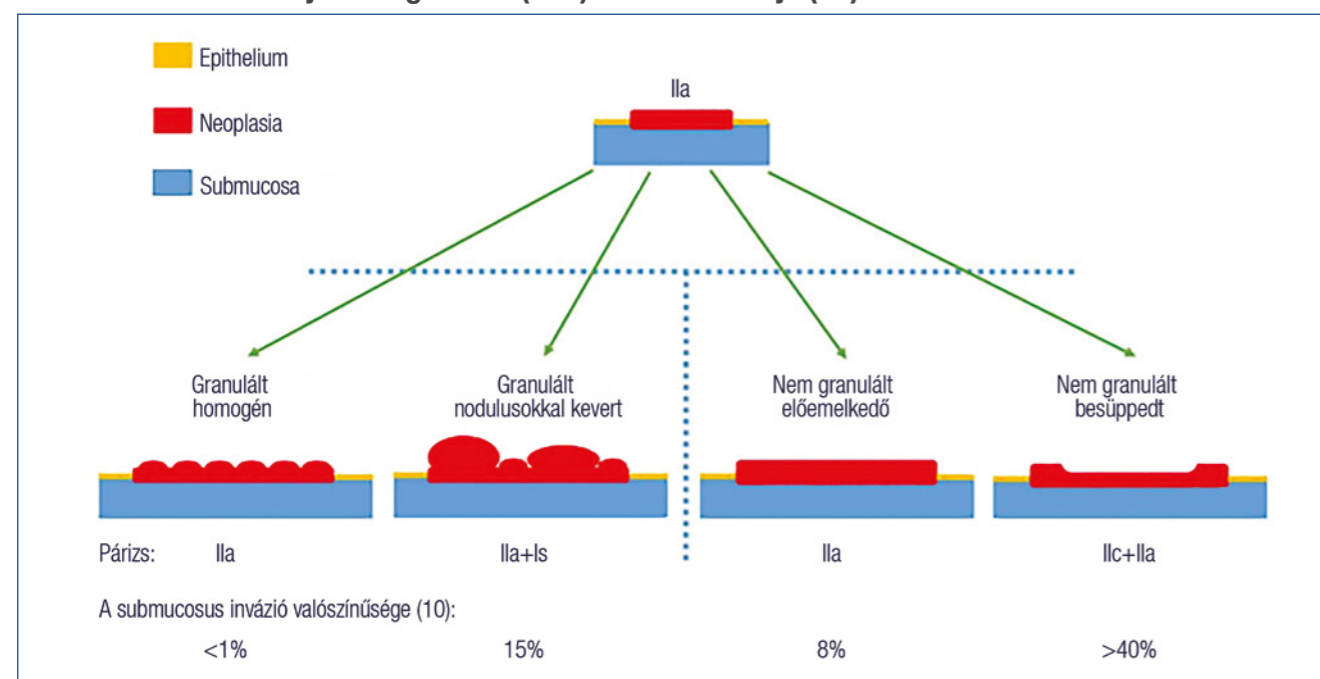 Epithelium
Neoplasia
Submucosa
IIa
Granulált
homogén
Granulált
nodulusokkal kevert
Nem granulált
előemelkedő
Nem granulált
besüppedt
Párizs: IIa IIa+Is IIa IIc+IIa
A submucosus invázió valószínűsége (10):
<1% 15% 8% >40%